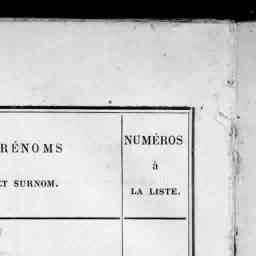 RÉNOMS
ET SURNOM.
NUMÉROS
à
LA LISTE.